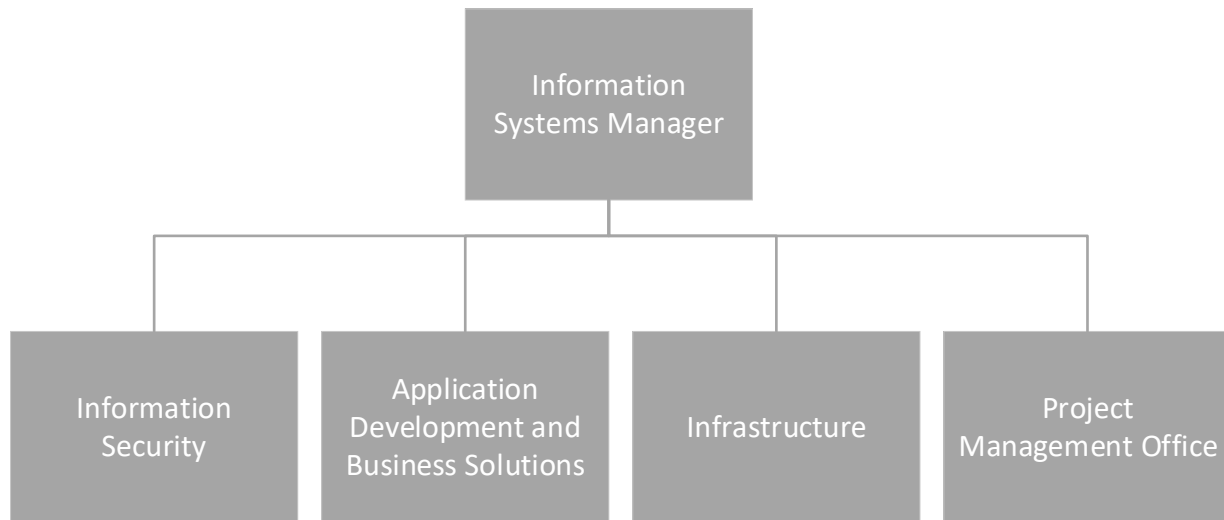 Information
Systems Manager
Information
Security
Application
Development and
Business Solutions
Infrastructure
Project
Management Office